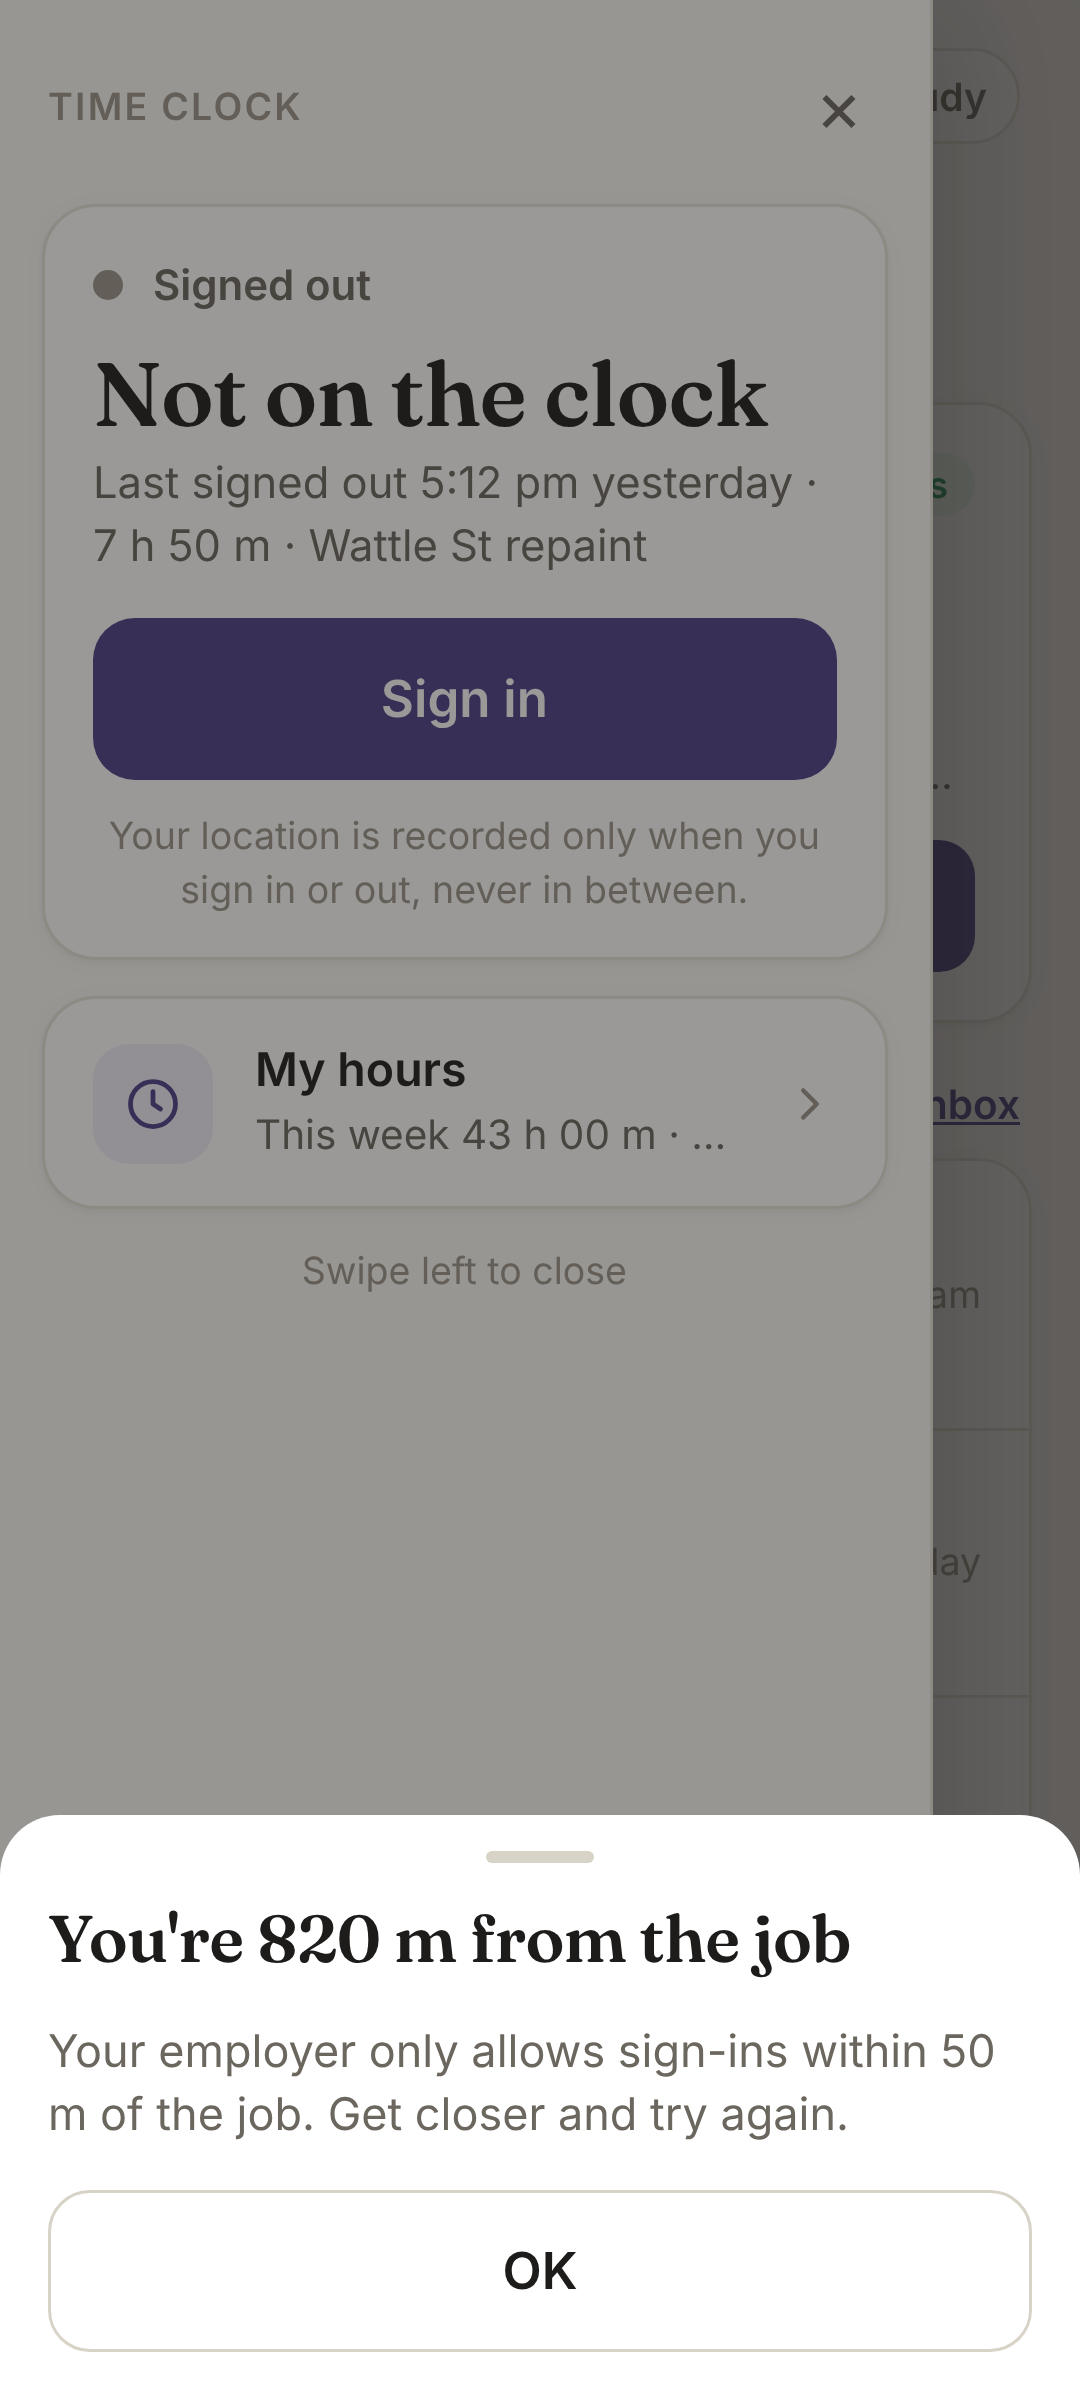 TIME CLOCK
Signed out
Not on the clock
Last signed out 5:12 pm yesterday ·
7 h 50 m · Wattle St repaint
Sign in
Your location is recorded only when you
sign in or out, never in between.
My hours
This week 43 h 00 m · ...
Swipe left to close
nbox
am
You're 820 m from the job
Your employer only allows sign-ins within 50
m of the job. Get closer and try again.
OK